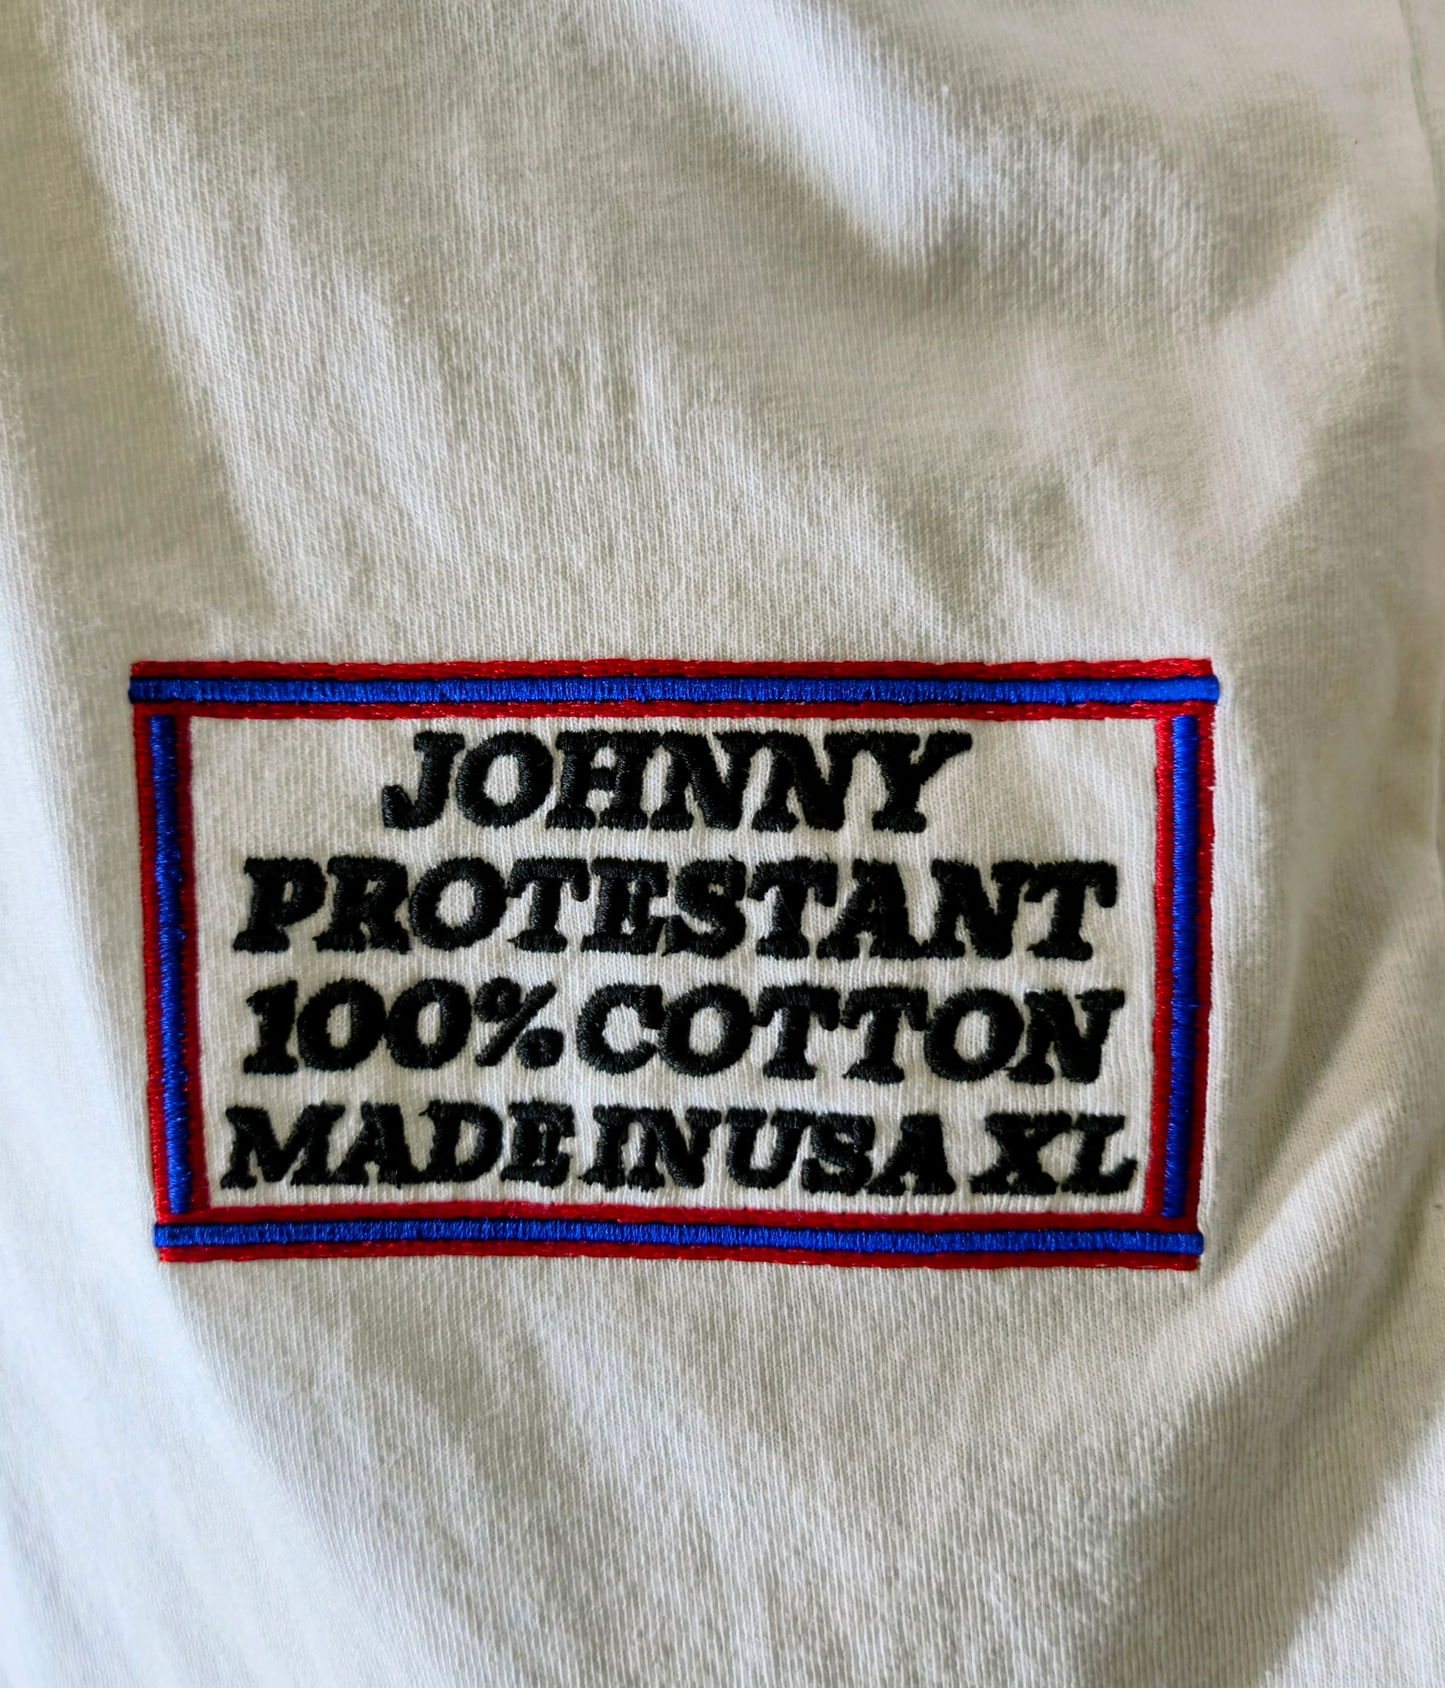 JOHNNY
PROTESTANT
100% COTTON
MADE IN USA XL